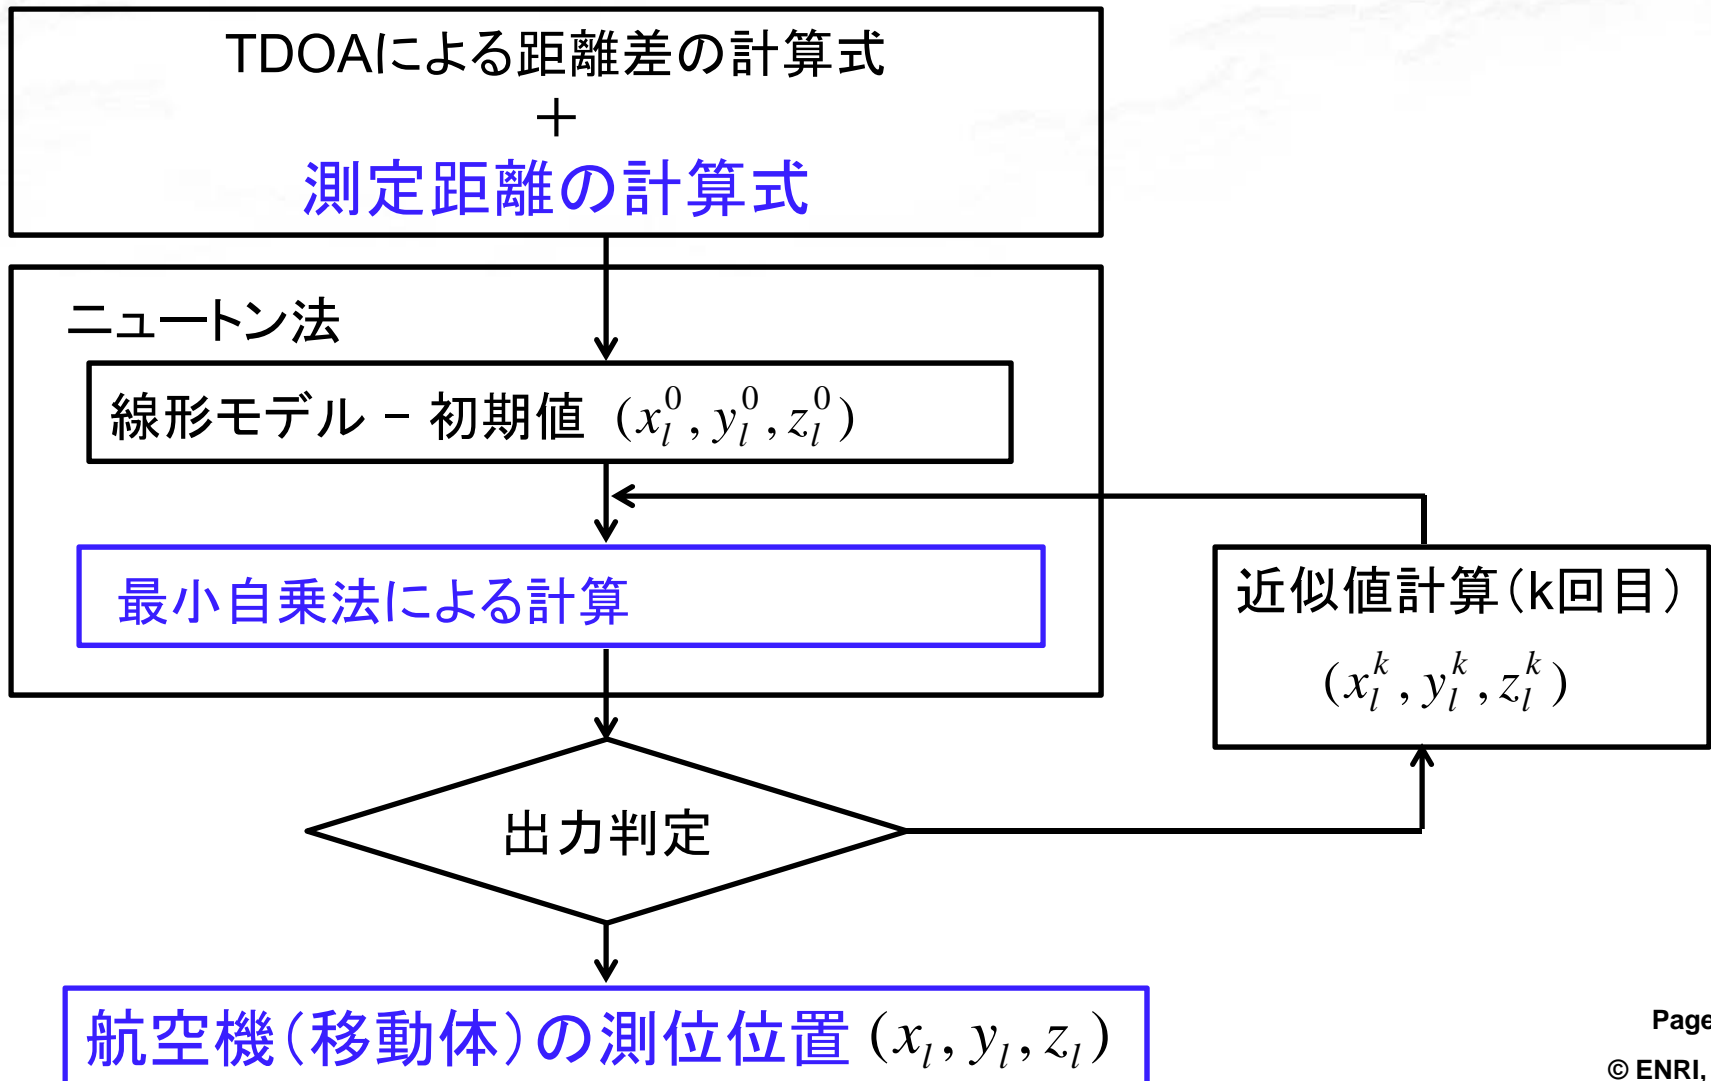 TDOAによる距離差の計算式
+
測定距離の計算式
ニュートン法
線形モデル − 初期値 (x_l^0, y_l^0, z_l^0)
最小自乗法による計算
近似値計算(k回目)
(x_l^k, y_l^k, z_l^k)
出力判定
航空機(移動体)の測位位置 (x_l, y_l, z_l)
Page
© ENRI,